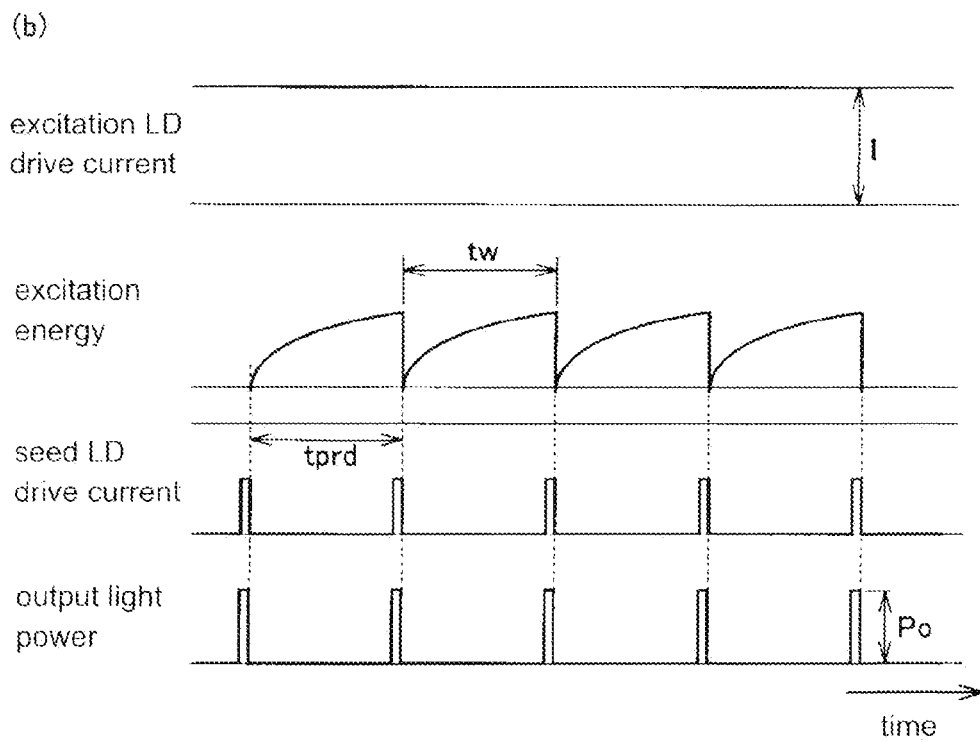 (b)
excitation LD
drive current
I
tw
excitation
energy
tprd
seed LD
drive current
output light
power
Po
time